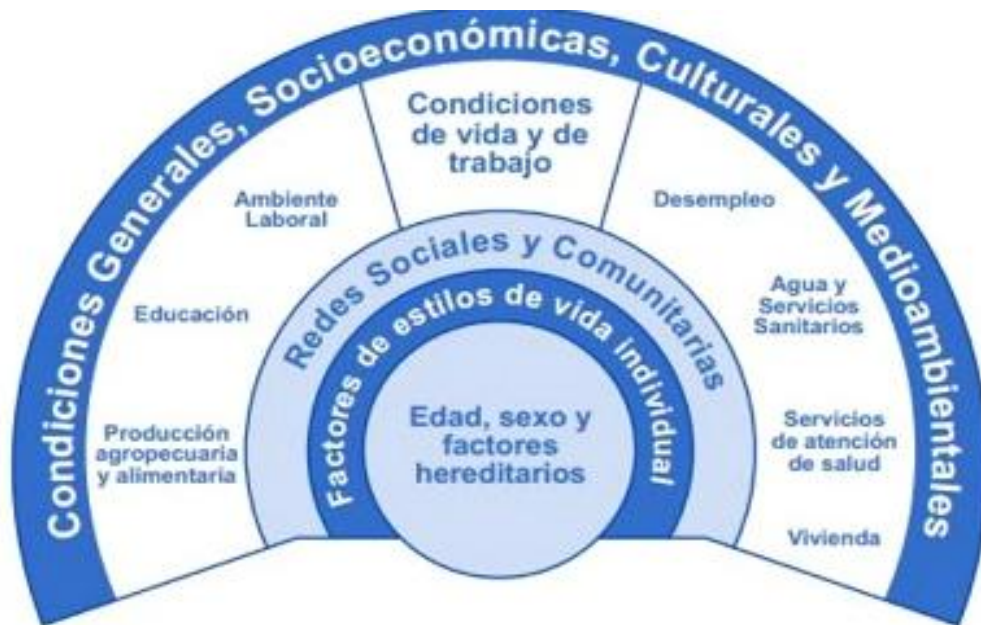 Condiciones Generales, Socioeconómicas, Culturales y Medioambientales
Condiciones
de vida y de
trabajo
Ambiente
Laboral
Educación
Producción
agropecuaria
y alimentaria
Desempleo
Agua y
Servicios
Sanitarios
Servicios
de atención
de salud
Vivienda
Redes Sociales y Comunitarias
Factores de estilos de vida individual
Edad, sexo y
factores
hereditarios